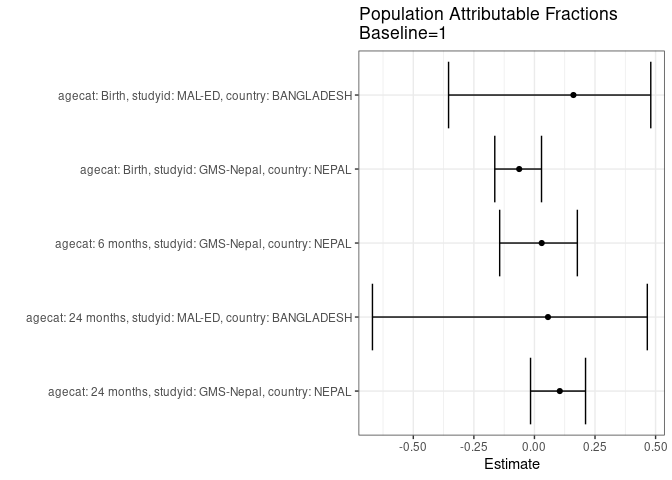 Population Attributable Fractions
Baseline=1
agecat: Birth, studyid: MAL-ED, country: BANGLADESH
agecat: Birth, studyid: GMS-Nepal, country: NEPAL
agecat: 6 months, studyid: GMS-Nepal, country: NEPAL
agecat: 24 months, studyid: MAL-ED, country: BANGLADESH
agecat: 24 months, studyid: GMS-Nepal, country: NEPAL
-0.50 -0.25 0.00 0.25 0.50
Estimate